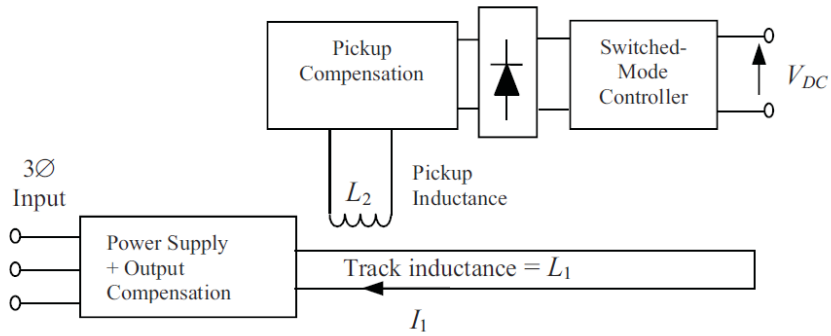 Pickup
Compensation
Switched-
Mode
Controller
V_DC
3∅
Input
L_2
Pickup
Inductance
Power Supply
+ Output
Compensation
Track inductance = L_1
I_1